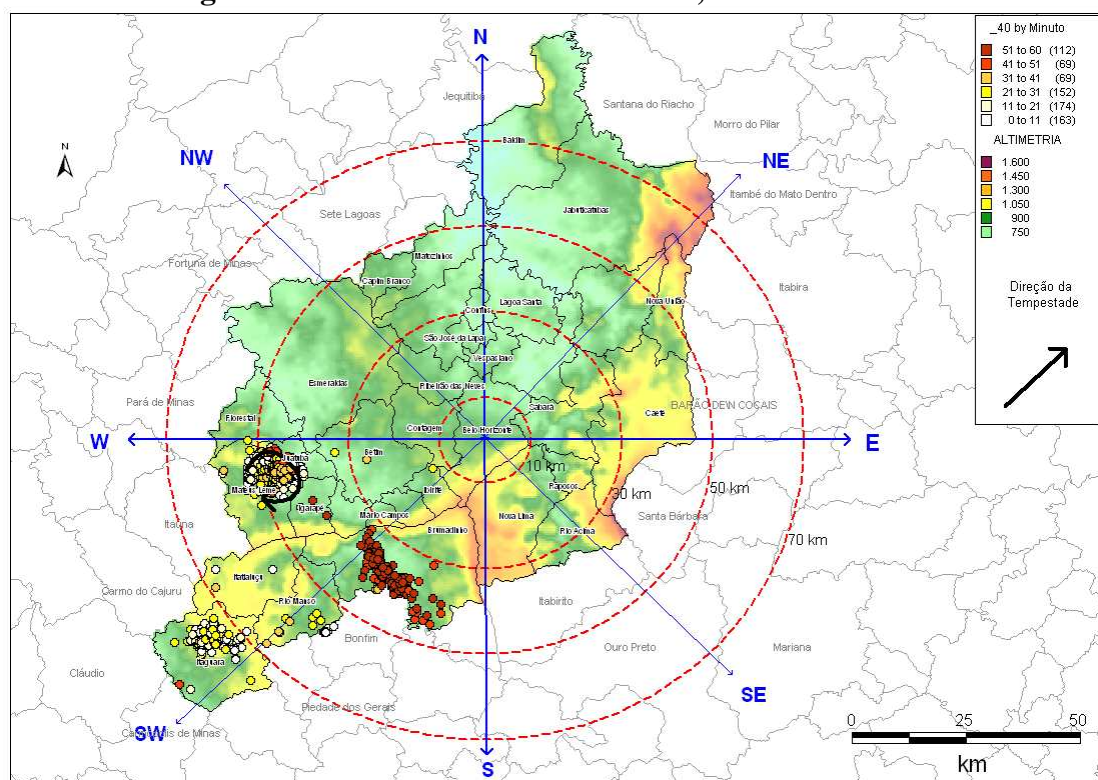 N
_40 by Minuto
51 to 60 (112)
41 to 51 (69)
31 to 41 (69)
21 to 31 (152)
11 to 21 (174)
0 to 11 (163)
ALTIMETRIA
1.600
1.450
1.300
1.050
900
750
Direção da
Tempestade
Jequitibá
Santana do Riacho
Morro do Pilar
Baldim
N
NW
NE
Itambé do Mato Dentro
Sete Lagoas
Jaboticatubas
Fortuna de Minas
Matozinhos
Capim Branco
Itabira
Lagoa Santa
Nova União
Confins
São José da Lapa
Vespasiano
Esmeraldas
Ribeirão das Neves
Pará de Minas
Florestal
Sabará
Caeté
BARÃO DE
COCAIS
Contagem
Belo Horizonte
W
E
Juatuba
Betim
10 km
Mateus Leme
Ibirité
Raposos
30 km
50 km
Igarapé
Mário Campos
Nova Lima
Santa Bárbara
Itaúna
Brumadinho
Rio Acima
70 km
Itatiaiuçu
Carmo do Cajuru
Rio Manso
Itabirito
Bonfim
Ouro Preto
Mariana
Itaguara
Cláudio
SE
Piedade dos Gerais
SW
de Minas
S
0 25 50
km